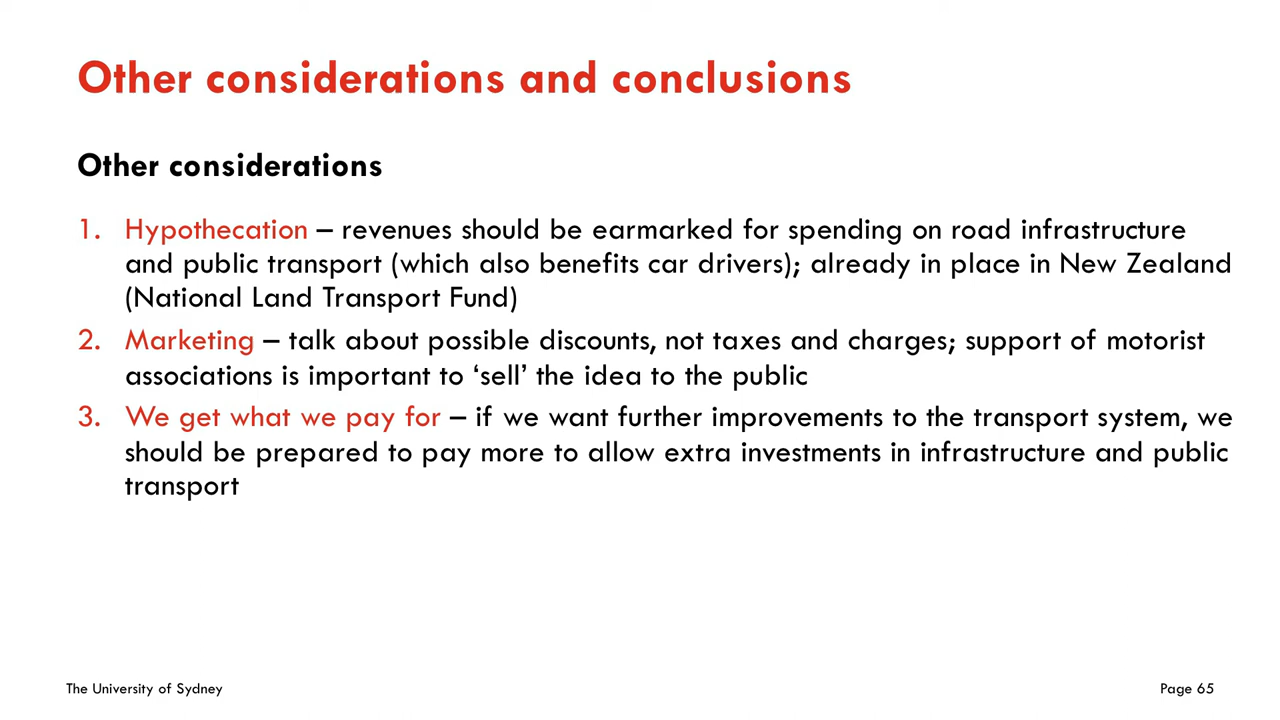 Other considerations and conclusions
Other considerations
1. Hypothecation – revenues should be earmarked for spending on road infrastructure
and public transport (which also benefits car drivers); already in place in New Zealand
(National Land Transport Fund)
2. Marketing – talk about possible discounts, not taxes and charges; support of motorist
associations is important to ‘sell’ the idea to the public
3. We get what we pay for – if we want further improvements to the transport system, we
should be prepared to pay more to allow extra investments in infrastructure and public
transport
The University of Sydney
Page 65